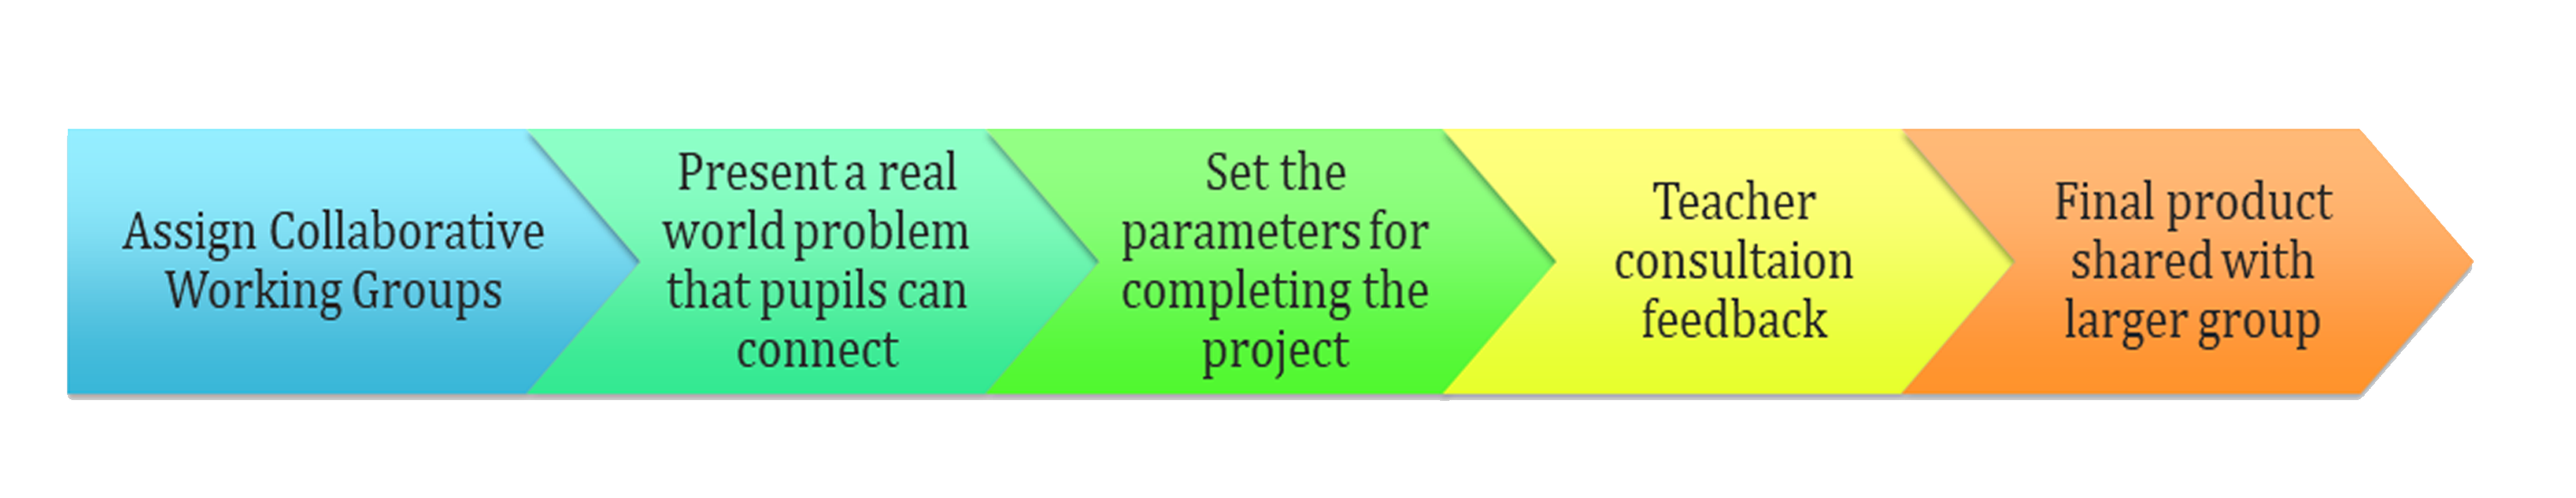 Assign Collaborative
Working Groups
Present a real
world problem
that pupils can
connect
Set the
parameters for
completing the
project
Teacher
consultaion
feedback
Final product
shared with
larger group